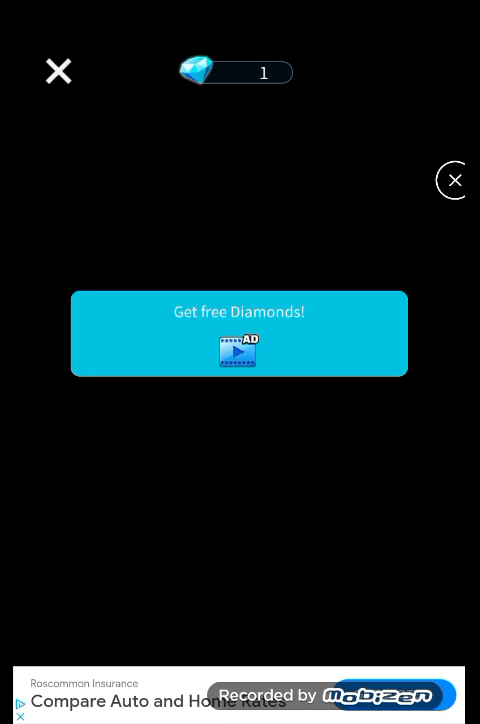 1
Get free Diamonds!
AD
Roscommon Insurance
Compare Auto and Home Rates
Recorded by mobizen